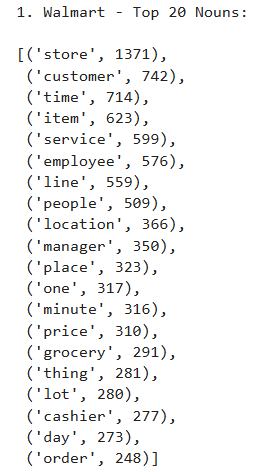 1. Walmart - Top 20 Nouns:
[('store', 1371),
('customer', 742),
('time', 714),
('item', 623),
('service', 599),
('employee', 576),
('line', 559),
('people', 509),
('location', 366),
('manager', 350),
('place', 323),
('one', 317),
('minute', 316),
('price', 310),
('grocery', 291),
('thing', 281),
('lot', 280),
('cashier', 277),
('day', 273),
('order', 248)]